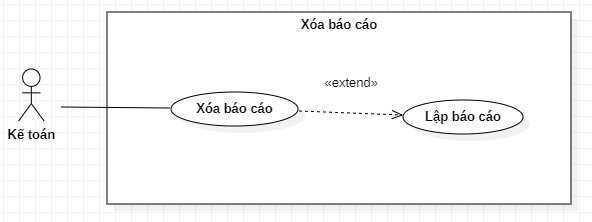 Xóa báo cáo
«extend»
Xóa báo cáo
Lập báo cáo
Kế toán